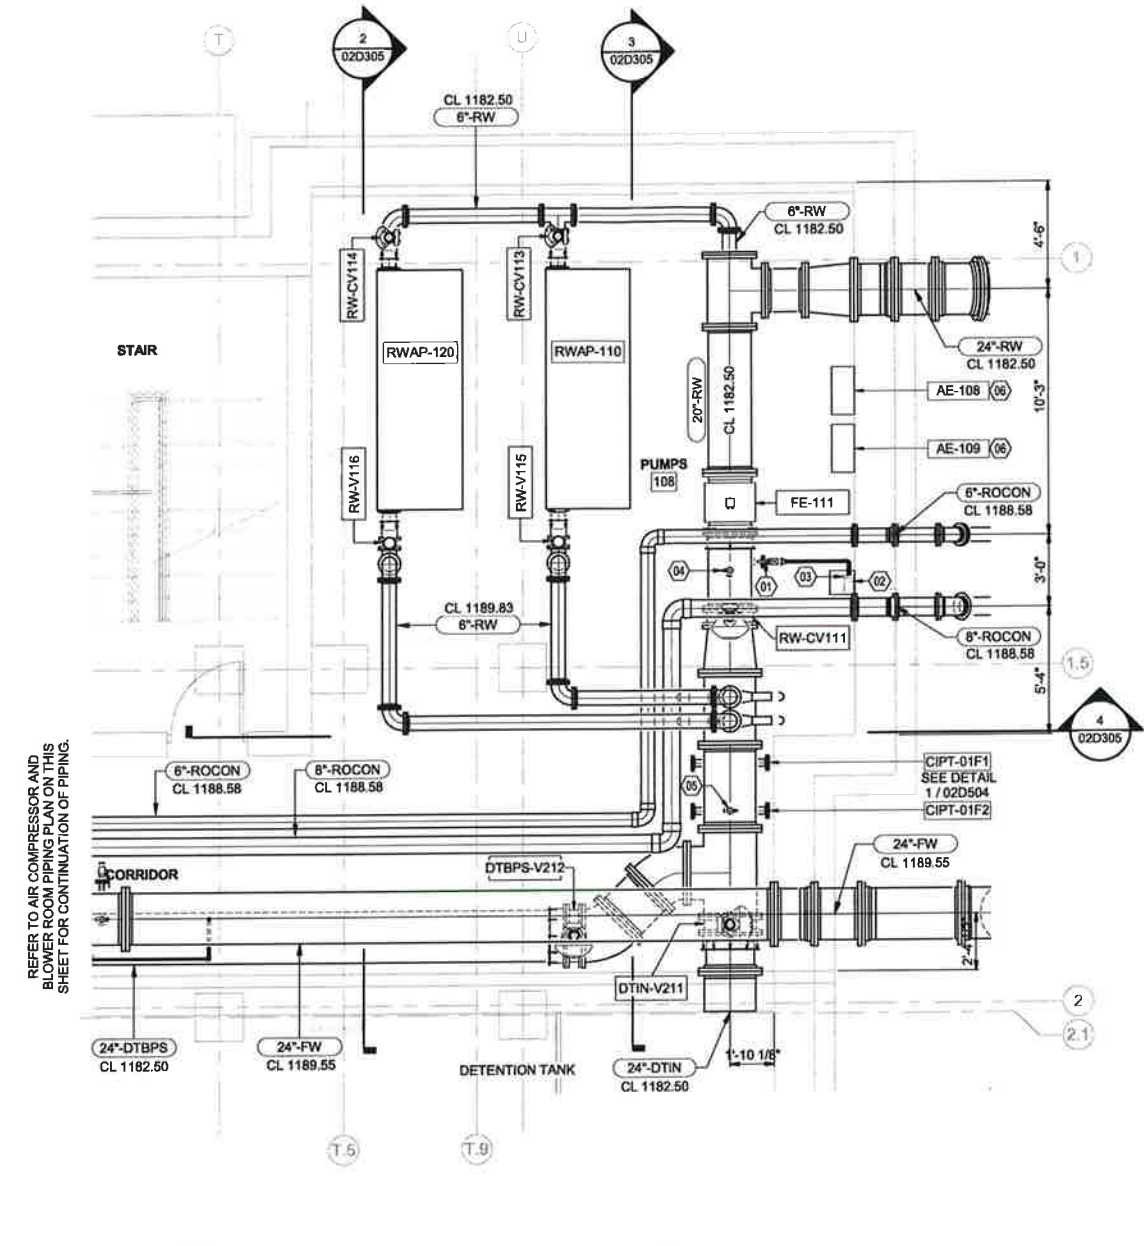 T
2
02D305
U
3
02D305
CL 1182.50
6"-RW
6"-RW
CL 1182.50
4'-6"
1
RW-CV114
RW-CV113
STAIR
RWAP-120
RWAP-110
20"-RW
CL 1182.50
24"-RW
CL 1182.50
AE-108
06
10'-3"
AE-109
06
RW-V116
RW-V115
PUMPS
108
FE-111
6"-ROCON
CL 1188.58
04
01
03
02
3'-0"
CL 1189.83
6"-RW
RW-CV111
8"-ROCON
CL 1188.58
1.5
5'-4"
4
02D305
REFER TO AIR COMPRESSOR AND
BLOWER ROOM PIPING PLAN ON THIS
SHEET FOR CONTINUATION OF PIPING.
6"-ROCON
CL 1188.58
8"-ROCON
CL 1188.58
05
CIPT-01F1
SEE DETAIL
1 / 02D504
CIPT-01F2
24"-FW
CL 1189.55
CORRIDOR
DTBPS-V212
DTIN-V211
2
2.1
24"-DTBPS
CL 1182.50
24"-FW
CL 1189.55
DETENTION TANK
24"-DTIN
CL 1182.50
1'-10 1/8"
T.5
T.9